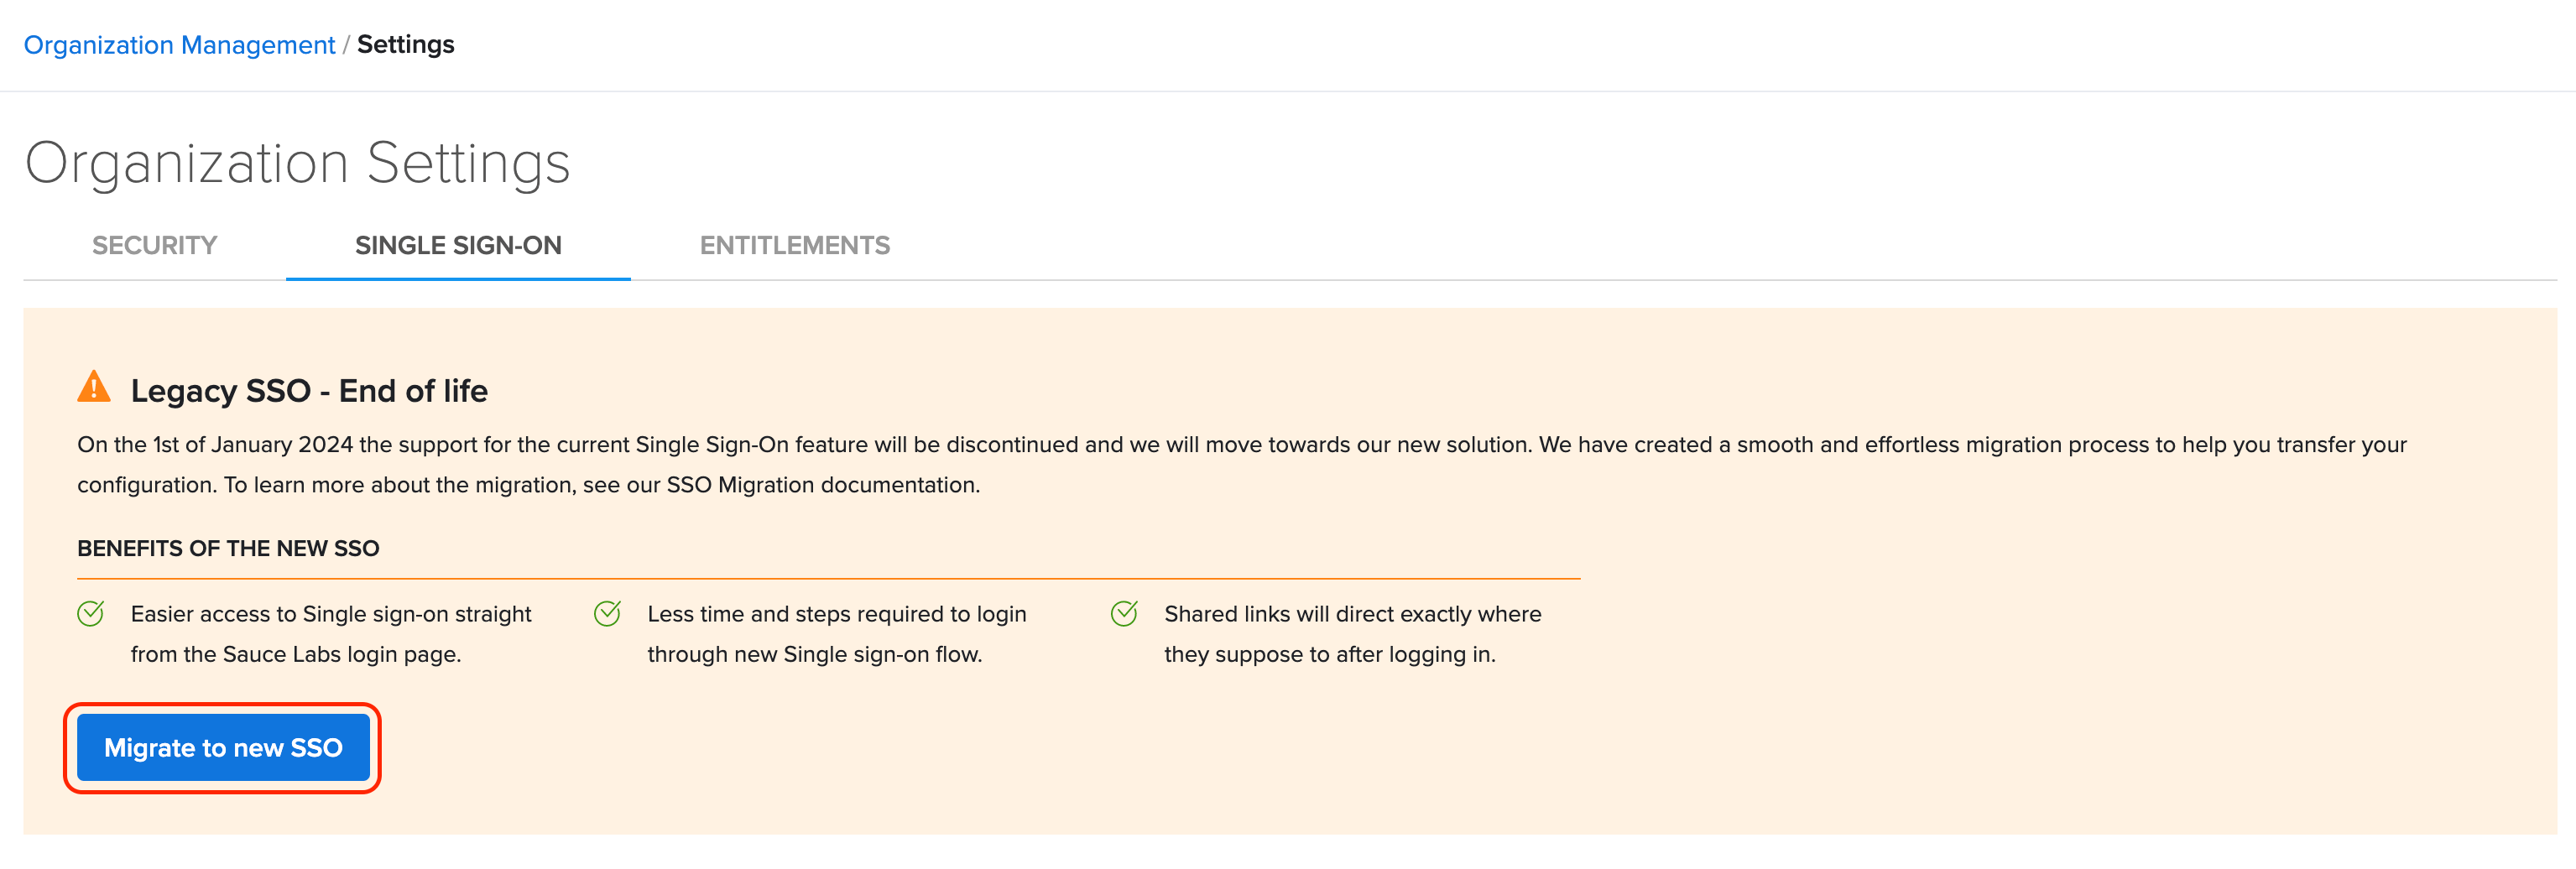 Organization Management / Settings
Organization Settings
SECURITY
SINGLE SIGN-ON
ENTITLEMENTS
Legacy SSO - End of life
On the 1st of January 2024 the support for the current Single Sign-On feature will be discontinued and we will move towards our new solution. We have created a smooth and effortless migration process to help you transfer your
configuration. To learn more about the migration, see our SSO Migration documentation.
BENEFITS OF THE NEW SSO
Easier access to Single sign-on straight
from the Sauce Labs login page.
Less time and steps required to login
through new Single sign-on flow.
Shared links will direct exactly where
they suppose to after logging in.
Migrate to new SSO